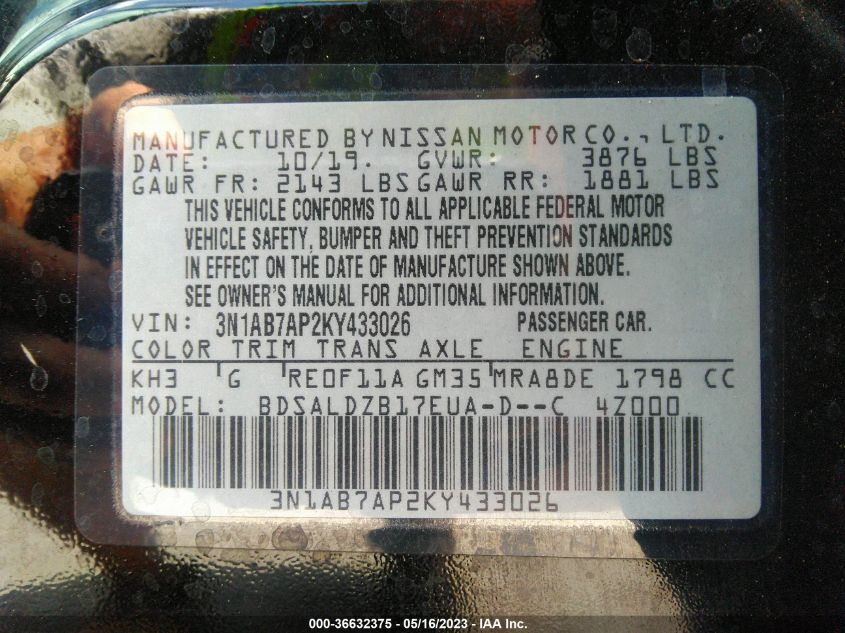 MANUFACTURED BY NISSAN MOTOR CO., LTD.
DATE: 10/19. GVWR: 3876 LBS
GAWR FR: 2143 LBS GAWR RR: 1881 LBS
THIS VEHICLE CONFORMS TO ALL APPLICABLE FEDERAL MOTOR
VEHICLE SAFETY, BUMPER AND THEFT PREVENTION STANDARDS
IN EFFECT ON THE DATE OF MANUFACTURE SHOWN ABOVE.
SEE OWNER'S MANUAL FOR ADDITIONAL INFORMATION.
VIN: 3N1AB7AP2KY433026 PASSENGER CAR.
COLOR TRIM TRANS AXLE ENGINE
KH3 'G 'RE0F11A GM35 'MRA8DE 1798 CC
MODEL: BDSALDZB17EUA-D--C 4Z000
3N1AB7AP2KY433026
000-36632375 - 05/16/2023 - IAA Inc.